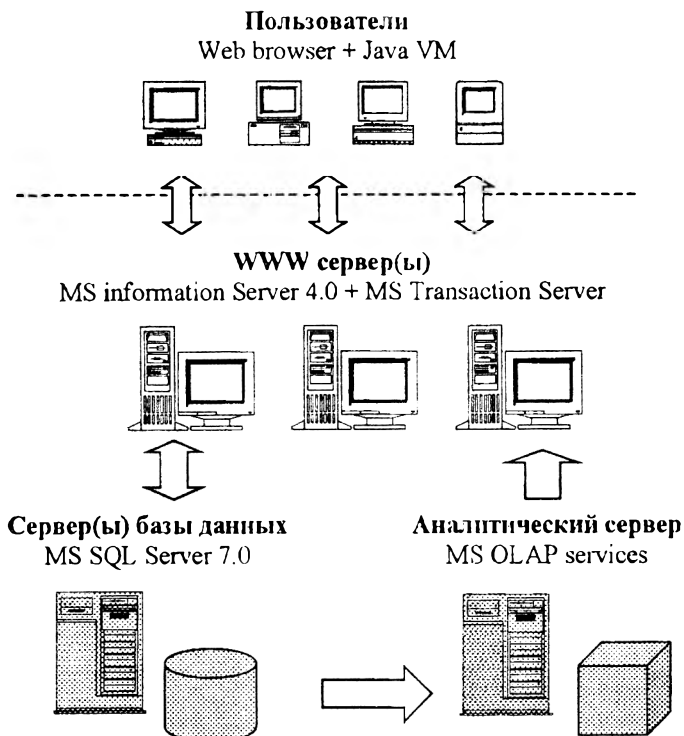 Пользователи
Web browser + Java VM
WWW сервер(ы)
MS information Server 4.0 + MS Transaction Server
Сервер(ы) базы данных
MS SQL Server 7.0
Аналитический сервер
MS OLAP services